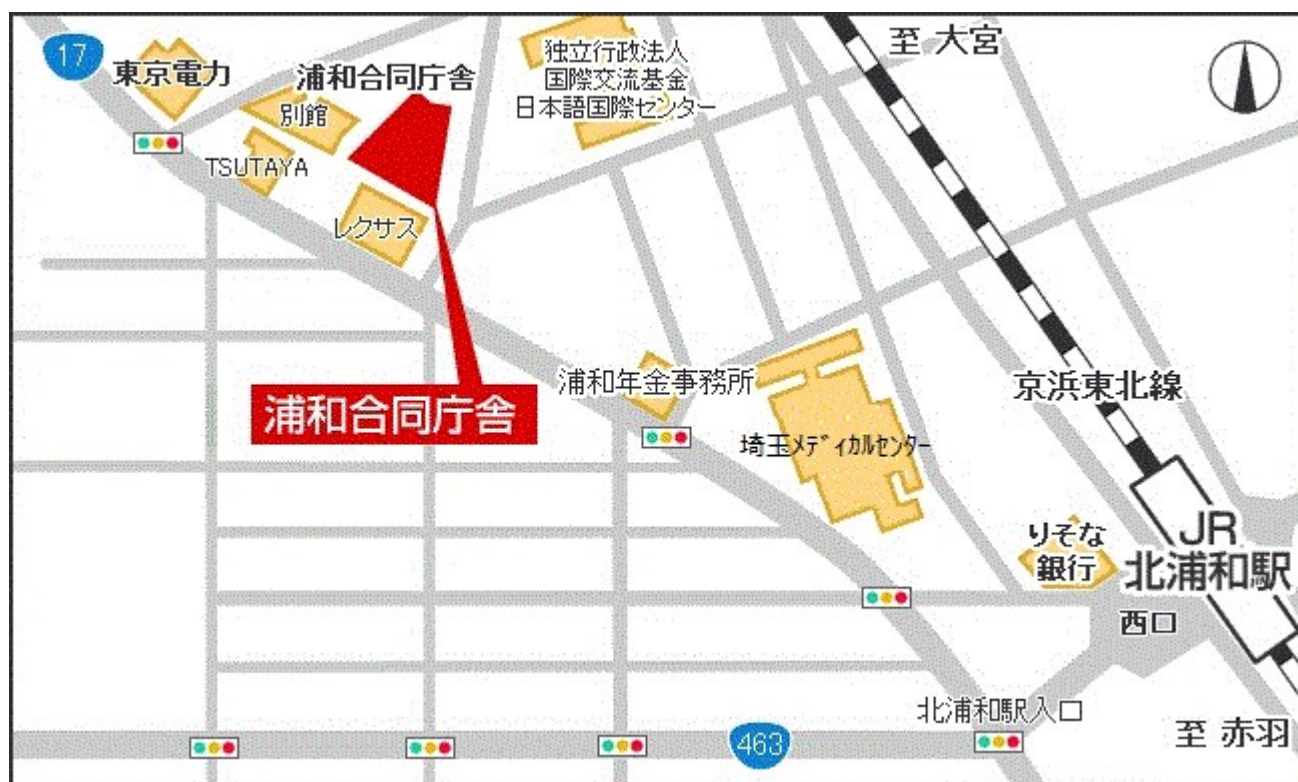 17
東京電力
浦和合同庁舎
別館
TSUTAYA
レクサス
独立行政法人
国際交流基金
日本語国際センター
至 大宮
浦和合同庁舎
浦和年金事務所
埼玉メディカルセンター
京浜東北線
りそな
銀行
JR
北浦和駅
西口
北浦和駅入口
463
至 赤羽